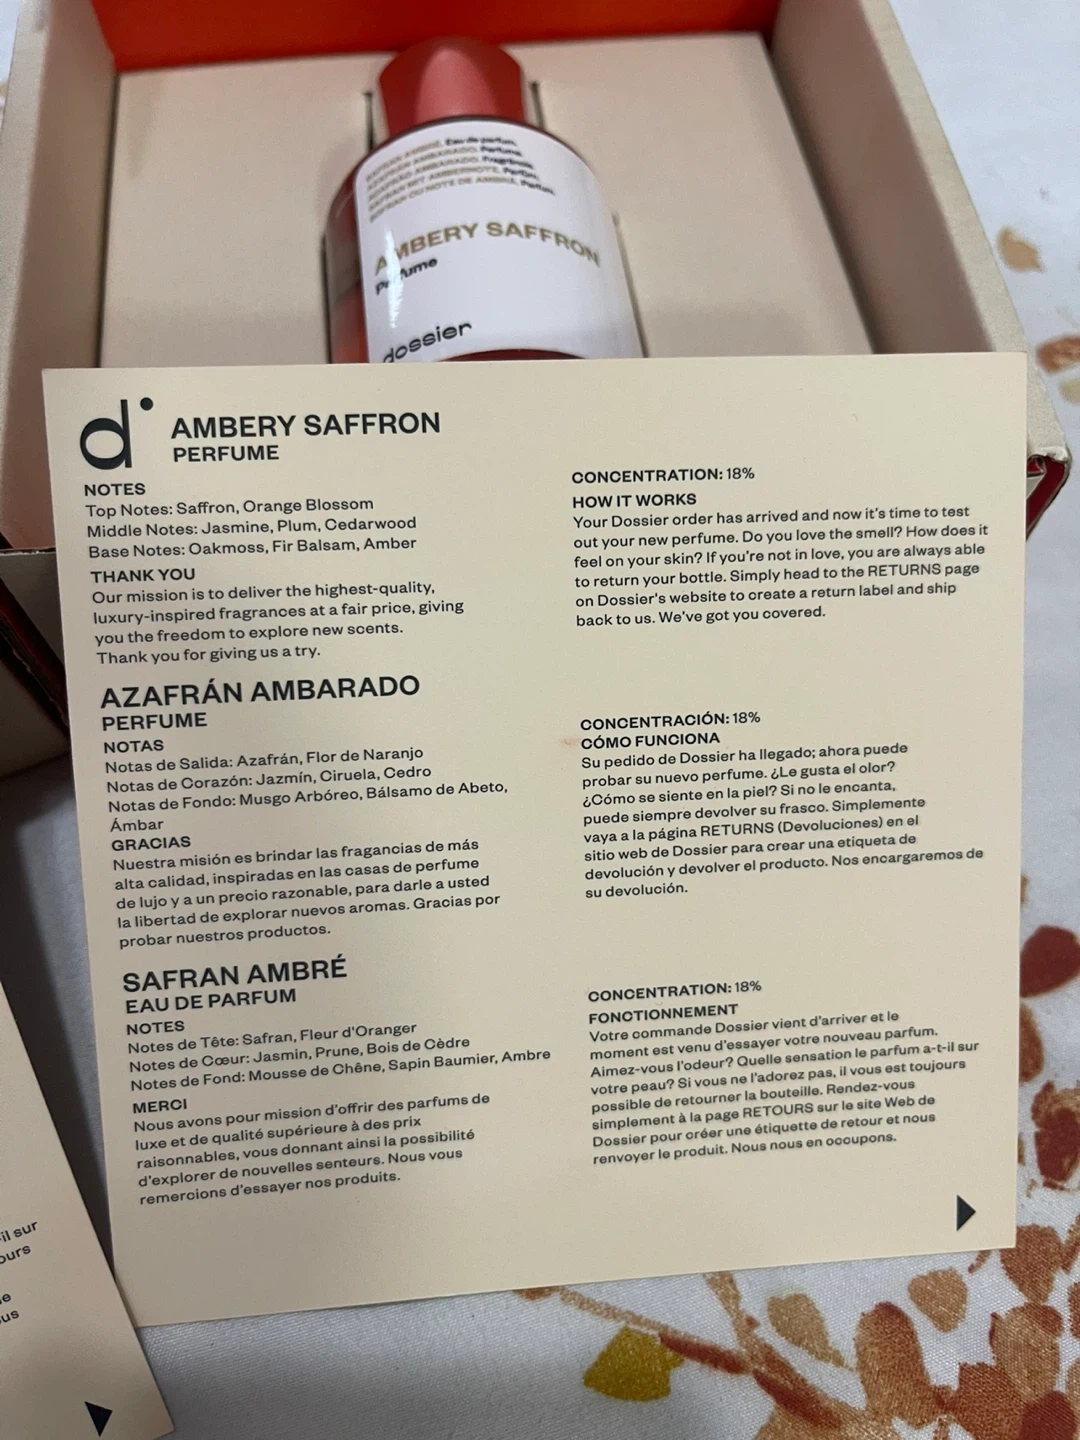 SAFRAN AMBRÉ. Eau de parfum.
AZAFRÁN AMBARADO. Perfume.
AÇAFRÃO AMBARADO. Fragrância.
SAFRAN MIT AMBERNOTE. Parfüm.
AMBERY SAFFRON
Perfume
dossier
d
AMBERY SAFFRON
PERFUME
NOTES
Top Notes: Saffron, Orange Blossom
Middle Notes: Jasmine, Plum, Cedarwood
Base Notes: Oakmoss, Fir Balsam, Amber
THANK YOU
Our mission is to deliver the highest-quality,
luxury-inspired fragrances at a fair price, giving
you the freedom to explore new scents.
Thank you for giving us a try.
CONCENTRATION: 18%
HOW IT WORKS
Your Dossier order has arrived and now it's time to test
out your new perfume. Do you love the smell? How does it
feel on your skin? If you're not in love, you are always able
to return your bottle. Simply head to the RETURNS page
on Dossier's website to create a return label and ship
back to us. We've got you covered.
AZAFRÁN AMBARADO
PERFUME
NOTAS
Notas de Salida: Azafrán, Flor de Naranjo
Notas de Corazón: Jazmín, Ciruela, Cedro
Notas de Fondo: Musgo Arbóreo, Bálsamo de Abeto,
Ámbar
GRACIAS
Nuestra misión es brindar las fragancias de más
alta calidad, inspiradas en las casas de perfume
de lujo y a un precio razonable, para darle a usted
la libertad de explorar nuevos aromas. Gracias por
probar nuestros productos.
CONCENTRACIÓN: 18%
CÓMO FUNCIONA
Su pedido de Dossier ha llegado; ahora puede
probar su nuevo perfume. ¿Le gusta el olor?
¿Cómo se siente en la piel? Si no le encanta,
puede siempre devolver su frasco. Simplemente
vaya a la página RETURNS (Devoluciones) en el
sitio web de Dossier para crear una etiqueta de
devolución y devolver el producto. Nos encargaremos de
su devolución.
SAFRAN AMBRÉ
EAU DE PARFUM
NOTES
Notes de Tête: Safran, Fleur d'Oranger
Notes de Cœur: Jasmin, Prune, Bois de Cèdre
Notes de Fond: Mousse de Chêne, Sapin Baumier, Ambre
MERCI
Nous avons pour mission d'offrir des parfums de
luxe et de qualité supérieure à des prix
raisonnables, vous donnant ainsi la possibilité
d'explorer de nouvelles senteurs. Nous vous
remercions d'essayer nos produits.
CONCENTRATION: 18%
FONCTIONNEMENT
Votre commande Dossier vient d'arriver et le
moment est venu d'essayer votre nouveau parfum.
Aimez-vous l'odeur? Quelle sensation le parfum a-t-il sur
votre peau? Si vous ne l'adorez pas, il vous est toujours
possible de retourner la bouteille. Rendez-vous
simplement à la page RETOURS sur le site Web de
Dossier pour créer une étiquette de retour et nous
renvoyer le produit. Nous nous en occupons.
-il sur
ours